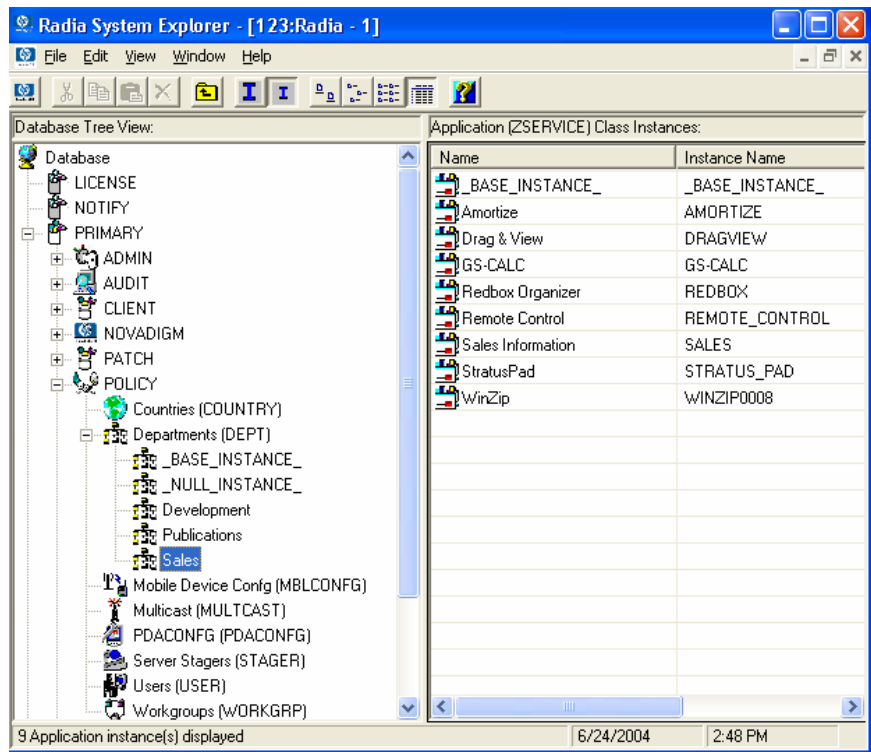 Radia System Explorer - [123:Radia - 1]
File Edit View Window Help
Database Tree View:
Database
LICENSE
NOTIFY
PRIMARY
ADMIN
AUDIT
CLIENT
NOVADIGM
PATCH
POLICY
Countries (COUNTRY)
Departments (DEPT)
_BASE_INSTANCE_
_NULL_INSTANCE_
Development
Publications
Sales
Mobile Device Confg (MBLCONFG)
Multicast (MULTCAST)
PDACONFG (PDACONFG)
Server Stagers (STAGER)
Users (USER)
Workgroups (WORKGRP)
Application (ZSERVICE) Class Instances:
Name Instance Name
_BASE_INSTANCE_ _BASE_INSTANCE_
Amortize AMORTIZE
Drag & View DRAGVIEW
GS-CALC GS-CALC
Redbox Organizer REDBOX
Remote Control REMOTE_CONTROL
Sales Information SALES
StratusPad STRATUS_PAD
WinZip WINZIP0008
9 Application instance(s) displayed 6/24/2004 2:48 PM